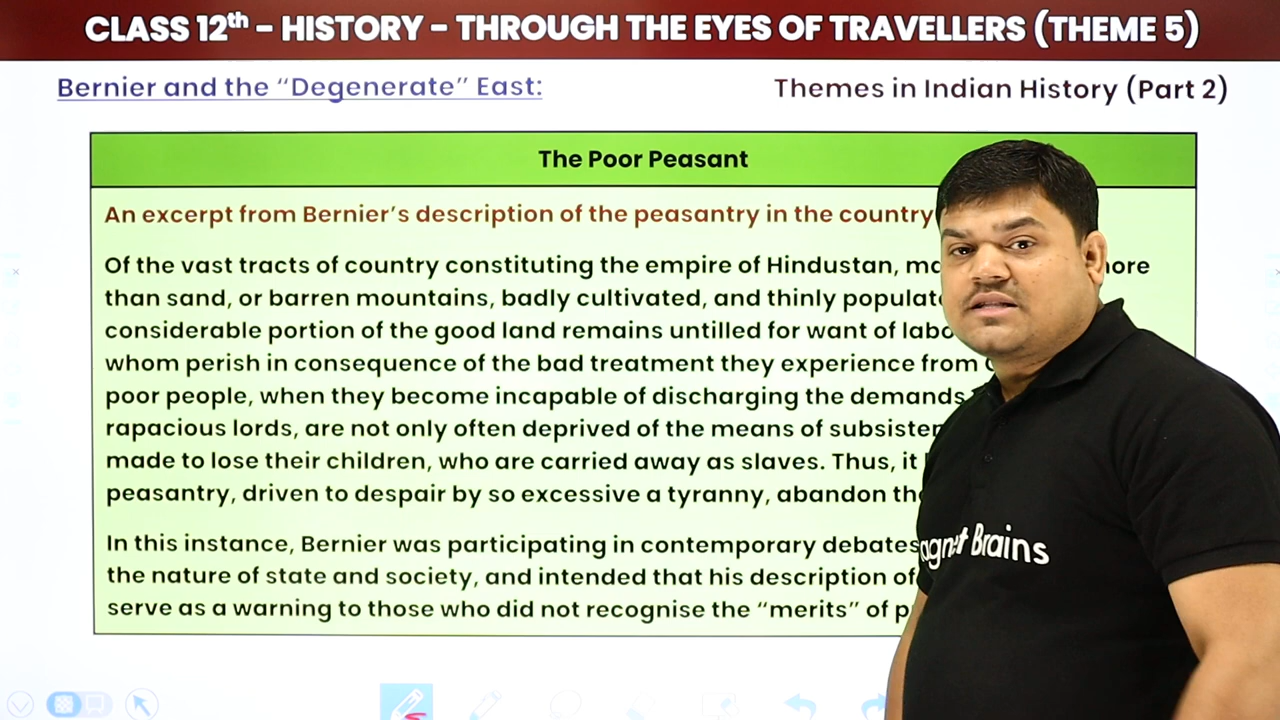 CLASS 12th – HISTORY – THROUGH THE EYES OF TRAVELLERS (THEME 5)
Bernier and the “Degenerate” East:
Themes in Indian History (Part 2)
The Poor Peasant
An excerpt from Bernier’s description of the peasantry in the country
Of the vast tracts of country constituting the empire of Hindustan,
than sand, or barren mountains, badly cultivated, and thinly
considerable portion of the good land remains untilled for want of
whom perish in consequence of the bad treatment they experience from
poor people, when they become incapable of discharging the demands
rapacious lords, are not only often deprived of the means of
made to lose their children, who are carried away as slaves. Thus, it
peasantry, driven to despair by so excessive a tyranny, abandon
In this instance, Bernier was participating in contemporary debates
the nature of state and society, and intended that his description of
serve as a warning to those who did not recognise the “merits” of
Brains